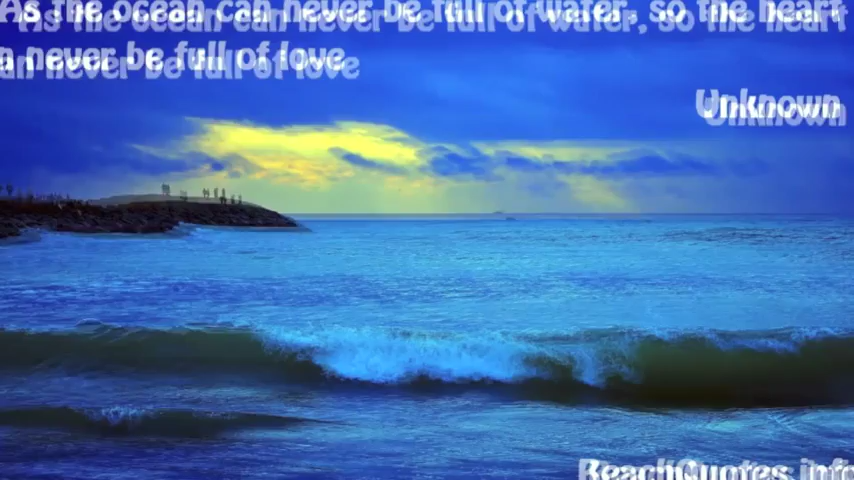 As the ocean can never be full of water, so the heart
an never be full of love
Unknown
BeachQuotes.info